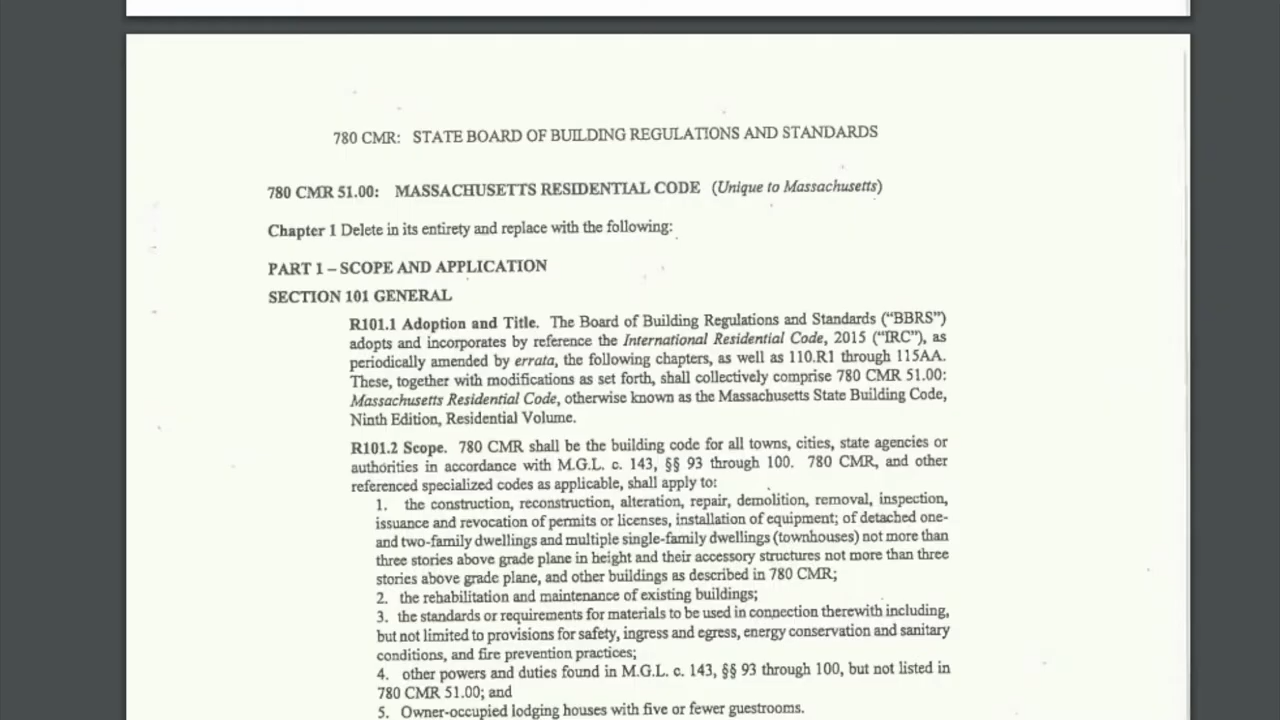 780 CMR: STATE BOARD OF BUILDING REGULATIONS AND STANDARDS
780 CMR 51.00: MASSACHUSETTS RESIDENTIAL CODE (Unique to Massachusetts)
Chapter 1 Delete in its entirety and replace with the following:
PART 1 – SCOPE AND APPLICATION
SECTION 101 GENERAL
R101.1 Adoption and Title. The Board of Building Regulations and Standards (“BBRS”)
adopts and incorporates by reference the International Residential Code, 2015 (“IRC”), as
periodically amended by errata, the following chapters, as well as 110.R1 through 115AA.
These, together with modifications as set forth, shall collectively comprise 780 CMR 51.00:
Massachusetts Residential Code, otherwise known as the Massachusetts State Building Code,
Ninth Edition, Residential Volume.
R101.2 Scope. 780 CMR shall be the building code for all towns, cities, state agencies or
authorities in accordance with M.G.L. c. 143, §§ 93 through 100. 780 CMR, and other
referenced specialized codes as applicable, shall apply to:
1. the construction, reconstruction, alteration, repair, demolition, removal, inspection,
issuance and revocation of permits or licenses, installation of equipment; of detached one-
and two-family dwellings and multiple single-family dwellings (townhouses) not more than
three stories above grade plane in height and their accessory structures not more than three
stories above grade plane, and other buildings as described in 780 CMR;
2. the rehabilitation and maintenance of existing buildings;
3. the standards or requirements for materials to be used in connection therewith including,
but not limited to provisions for safety, ingress and egress, energy conservation and sanitary
conditions, and fire prevention practices;
4. other powers and duties found in M.G.L. c. 143, §§ 93 through 100, but not listed in
780 CMR 51.00; and
5. Owner-occupied lodging houses with five or fewer guestrooms.